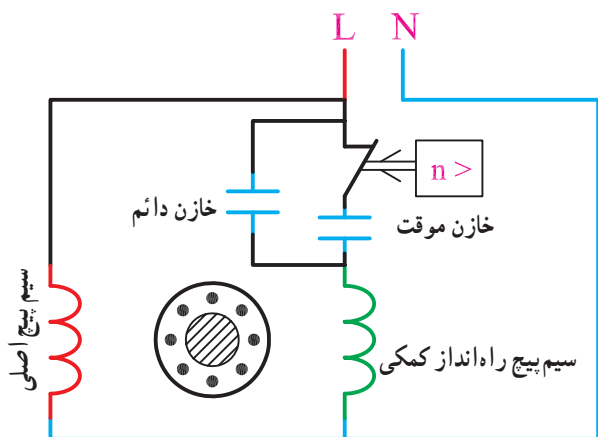 L N
n >
خازن دائم
خازن موقت
سیم پیچ اصلی
سیم‌پیچ راه‌انداز کمکی